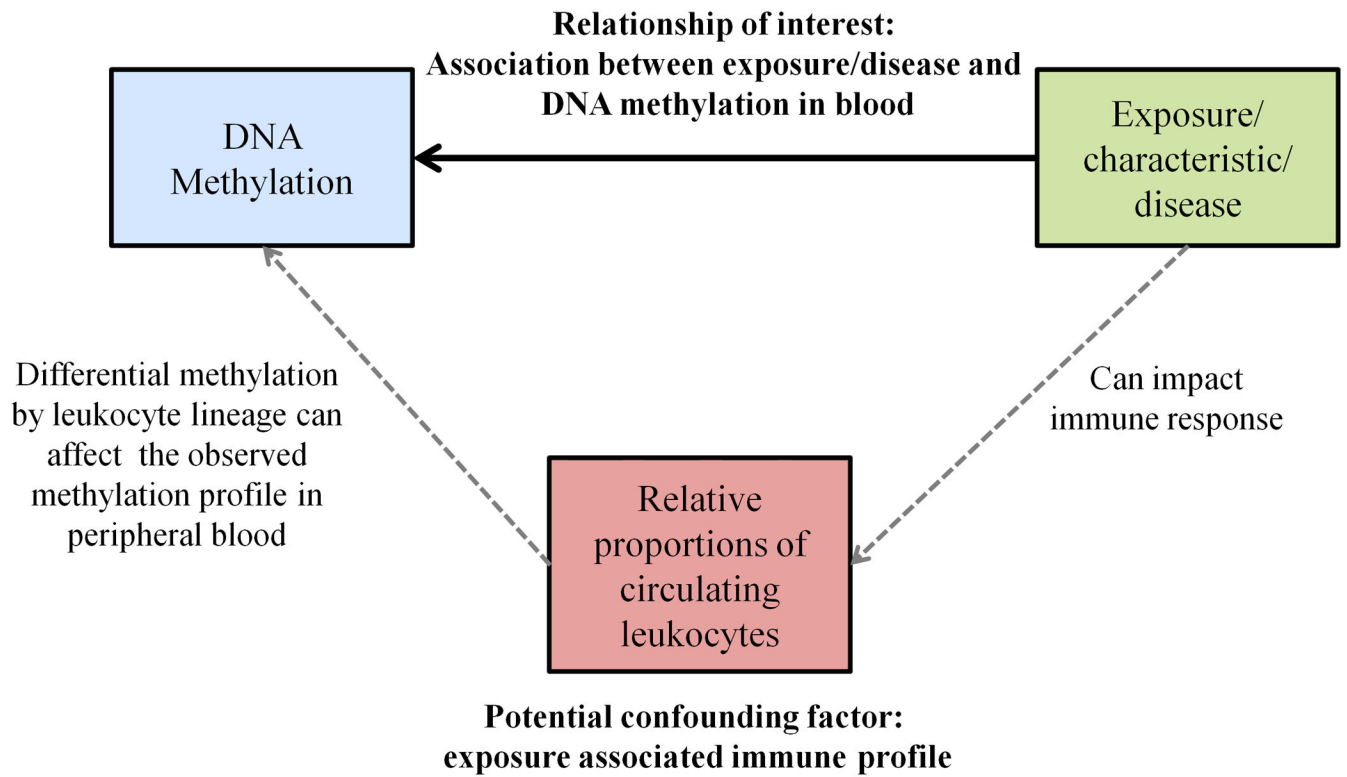 Relationship of interest:
Association between exposure/disease and
DNA methylation in blood
DNA
Methylation
Exposure/
characteristic/
disease
Differential methylation
by leukocyte lineage can
affect  the observed
methylation profile in
peripheral blood
Can impact
immune response
Relative
proportions of
circulating
leukocytes
Potential confounding factor:
exposure associated immune profile